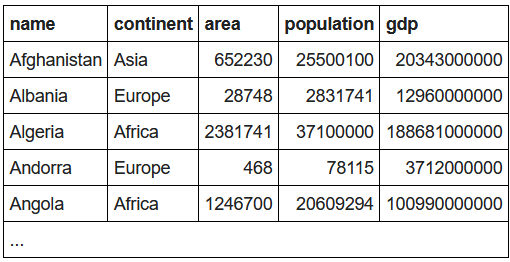 name continent area population gdp
Afghanistan Asia 652230 25500100 20343000000
Albania Europe 28748 2831741 12960000000
Algeria Africa 2381741 37100000 188681000000
Andorra Europe 468 78115 3712000000
Angola Africa 1246700 20609294 100990000000
...